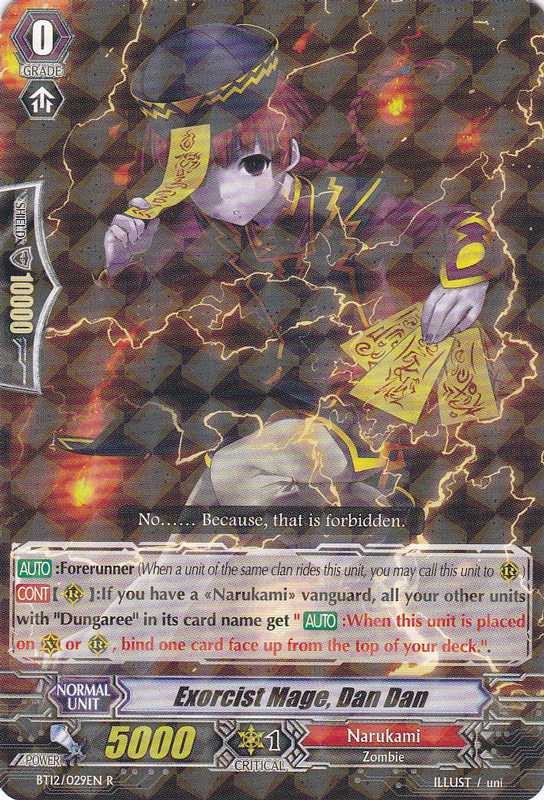 0
GRADE
SHIELD
10000
No...... Because, that is forbidden.
AUTO :Forerunner (When a unit of the same clan rides this unit, you may call this unit to R)
CONT [ R ]:If you have a «Narukami» vanguard, all your other units
with "Dungaree" in its card name get " AUTO :When this unit is placed
on V or R , bind one card face up from the top of your deck.".
NORMAL
UNIT
Exorcist Mage, Dan Dan
POWER
5000
1
CRITICAL
Narukami
Zombie
BT12/029EN R
ILLUST / uni